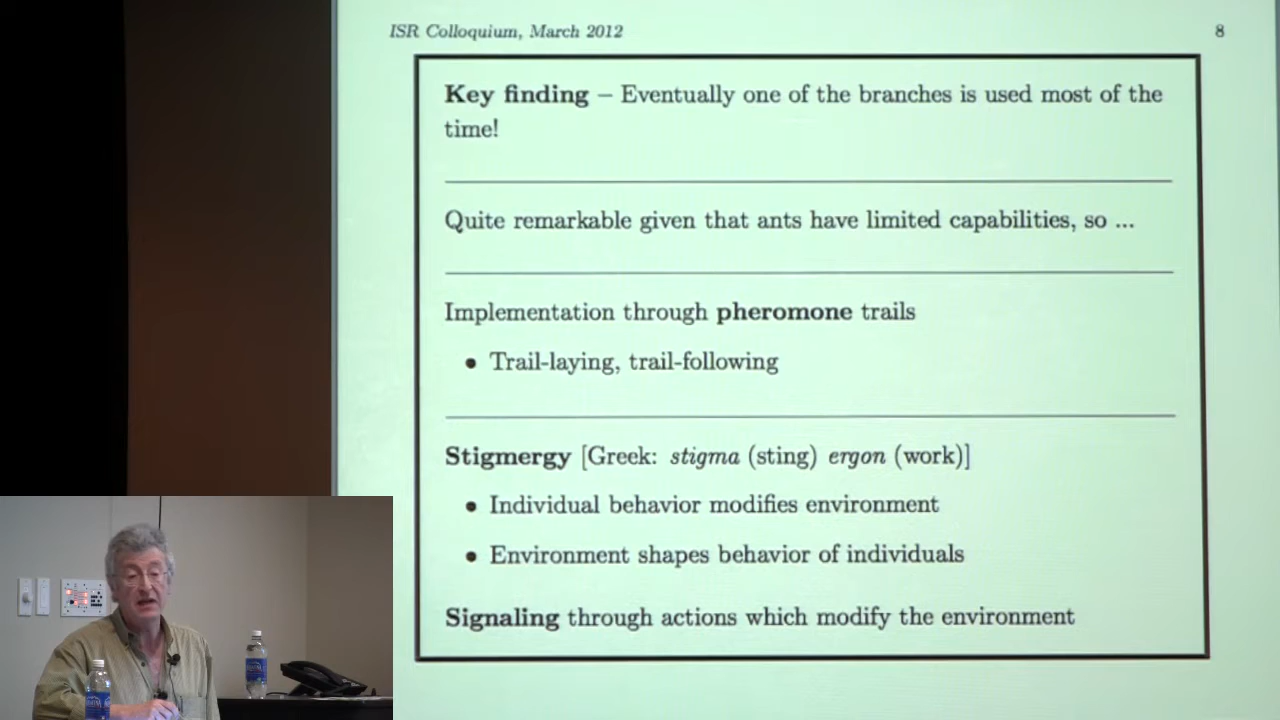 ISR Colloquium, March 2012
8
Key finding – Eventually one of the branches is used most of the
time!
Quite remarkable given that ants have limited capabilities, so ...
Implementation through pheromone trails
• Trail-laying, trail-following
Stigmergy [Greek: stigma (sting) ergon (work)]
• Individual behavior modifies environment
• Environment shapes behavior of individuals
Signaling through actions which modify the environment